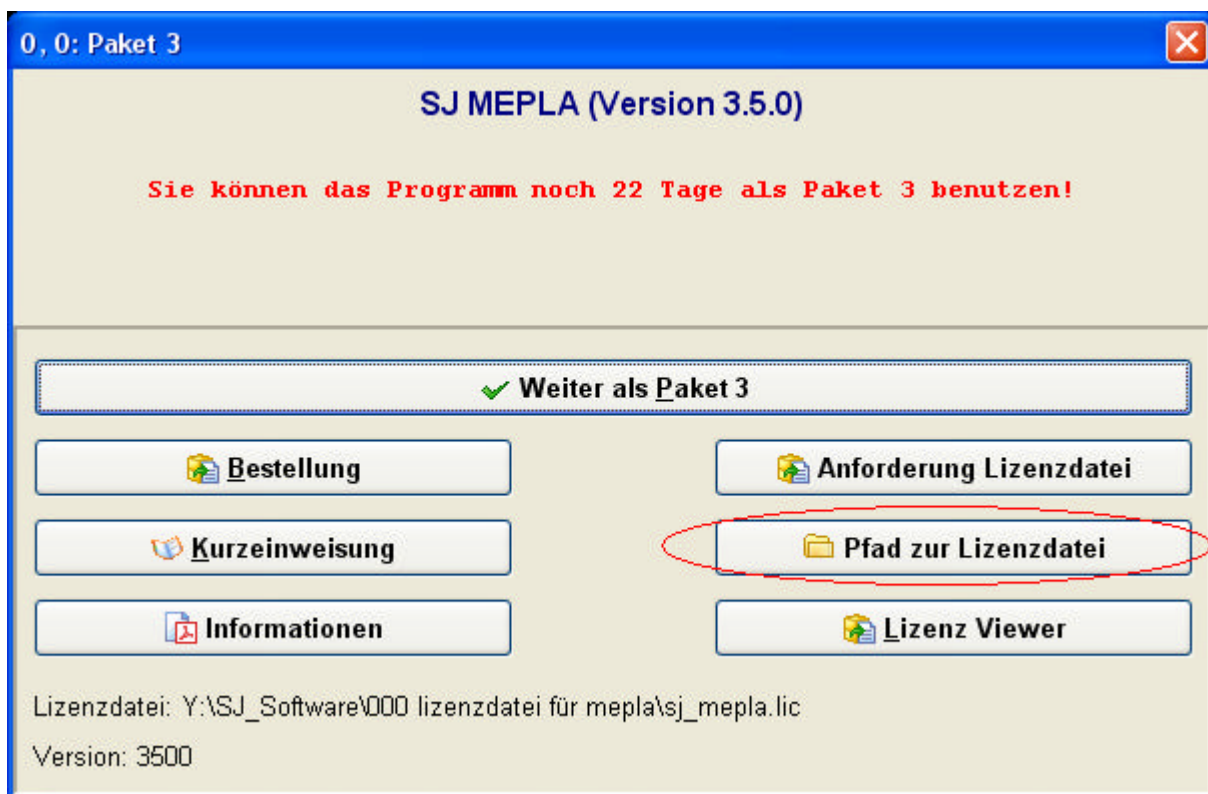 0, 0: Paket 3
SJ MEPLA (Version 3.5.0)
Sie können das Programm noch 22 Tage als Paket 3 benutzen!
Weiter als Paket 3
Bestellung
Anforderung Lizenzdatei
Kurzeinweisung
Pfad zur Lizenzdatei
Informationen
Lizenz Viewer
Lizenzdatei: Y:\SJ_Software\000 lizenzdatei für mepla\sj_mepla.lic
Version: 3500